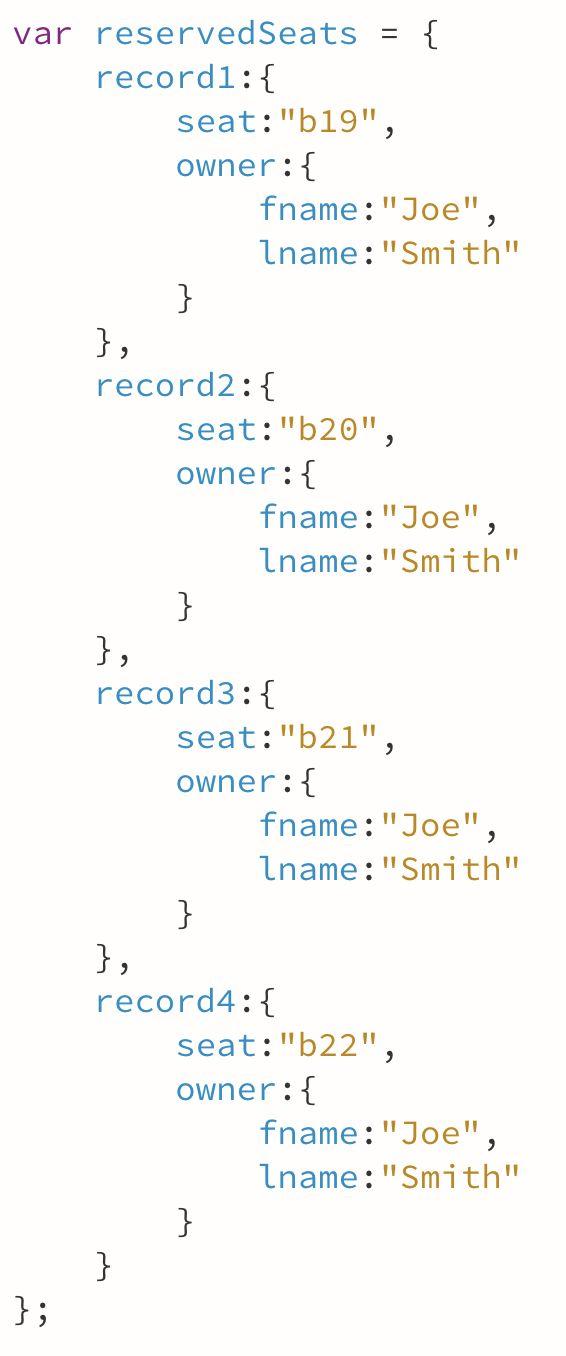 var reservedSeats = {
    record1:{
        seat:"b19",
        owner:{
            fname:"Joe",
            lname:"Smith"
        }
    },
    record2:{
        seat:"b20",
        owner:{
            fname:"Joe",
            lname:"Smith"
        }
    },
    record3:{
        seat:"b21",
        owner:{
            fname:"Joe",
            lname:"Smith"
        }
    },
    record4:{
        seat:"b22",
        owner:{
            fname:"Joe",
            lname:"Smith"
        }
    }
};